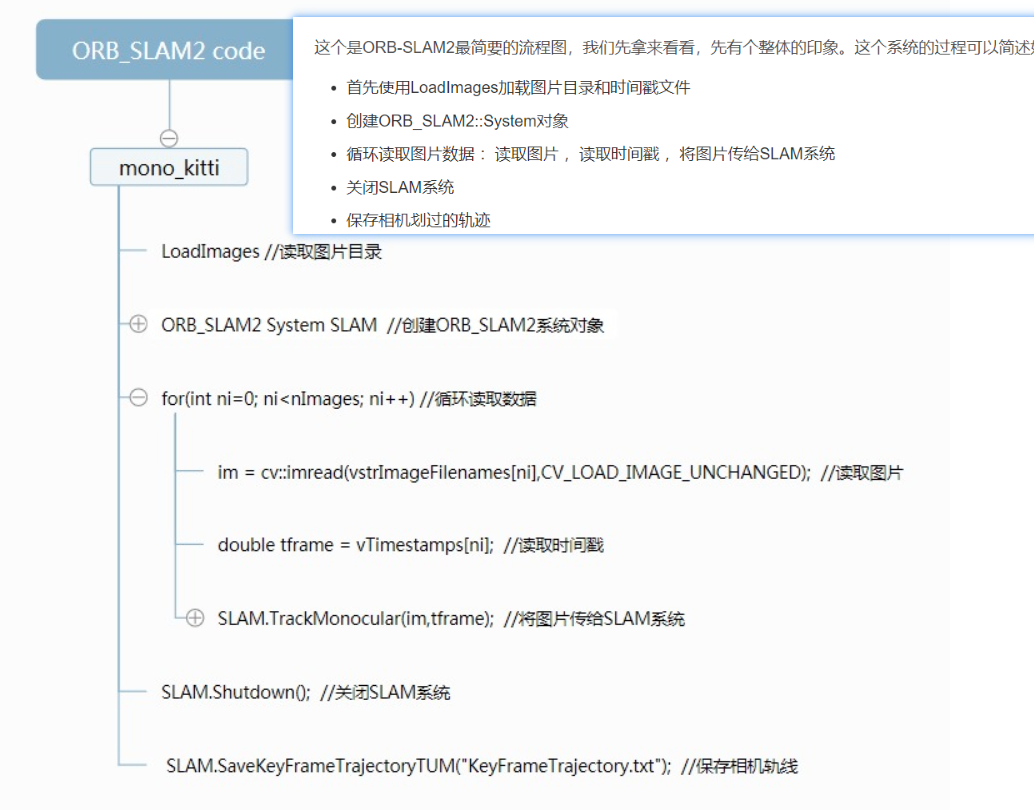 ORB_SLAM2 code
这个是ORB-SLAM2最简要的流程图，我们先拿来看看，先有个整体的印象。这个系统的过程可以简述
首先使用LoadImages加载图片目录和时间戳文件
创建ORB_SLAM2::System对象
循环读取图片数据： 读取图片 ，读取时间戳 ，将图片传给SLAM系统
关闭SLAM系统
保存相机划过的轨迹
mono_kitti
LoadImages //读取图片目录
ORB_SLAM2 System SLAM //创建ORB_SLAM2系统对象
for(int ni=0; ni<nImages; ni++) //循环读取数据
im = cv::imread(vstrImageFilenames[ni],CV_LOAD_IMAGE_UNCHANGED); //读取图片
double tframe = vTimestamps[ni]; //读取时间戳
SLAM.TrackMonocular(im,tframe); //将图片传给SLAM系统
SLAM.Shutdown(); //关闭SLAM系统
SLAM.SaveKeyFrameTrajectoryTUM("KeyFrameTrajectory.txt"); //保存相机轨线